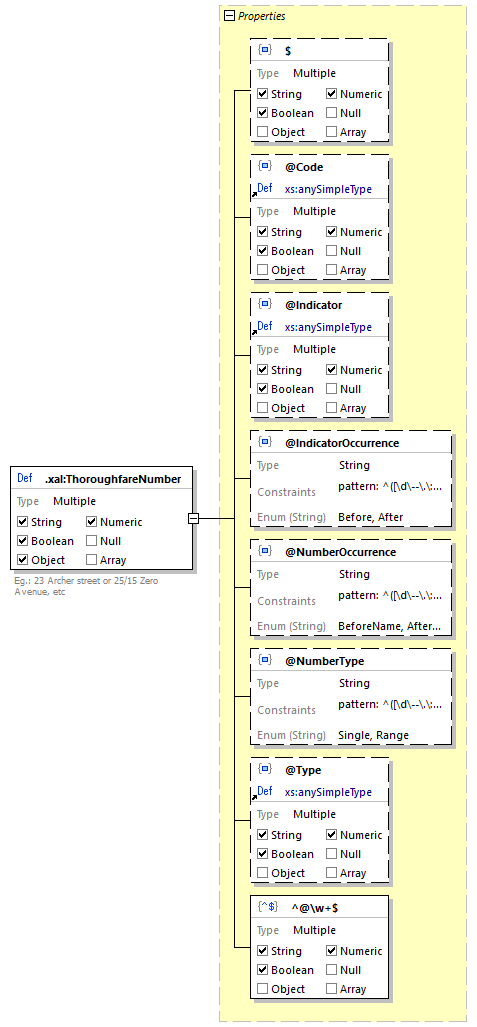 Properties
{} $
Type Multiple
String Numeric
Boolean Null
Object Array
{} @Code
Def xs:anySimpleType
Type Multiple
String Numeric
Boolean Null
Object Array
{} @Indicator
Def xs:anySimpleType
Type Multiple
String Numeric
Boolean Null
Object Array
{} @IndicatorOccurrence
Type String
Constraints pattern: ^([\d\--\.\:...
Enum (String) Before, After
Def .xal:ThoroughfareNumber
Type Multiple
String Numeric
Boolean Null
Object Array
Eg.: 23 Archer street or 25/15 Zero
Avenue, etc
{} @NumberOccurrence
Type String
Constraints pattern: ^([\d\--\.\:...
Enum (String) BeforeName, After...
{} @NumberType
Type String
Constraints pattern: ^([\d\--\.\:...
Enum (String) Single, Range
{} @Type
Def xs:anySimpleType
Type Multiple
String Numeric
Boolean Null
Object Array
{^$} ^@\w+$
Type Multiple
String Numeric
Boolean Null
Object Array